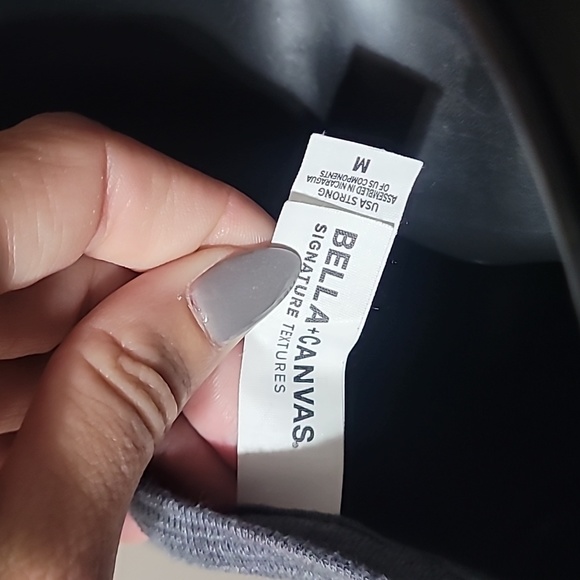 BELLA+CANVAS®
SIGNATURE TEXTURES
USA STRONG
ASSEMBLED IN NICARAGUA
OF US COMPONENTS
M